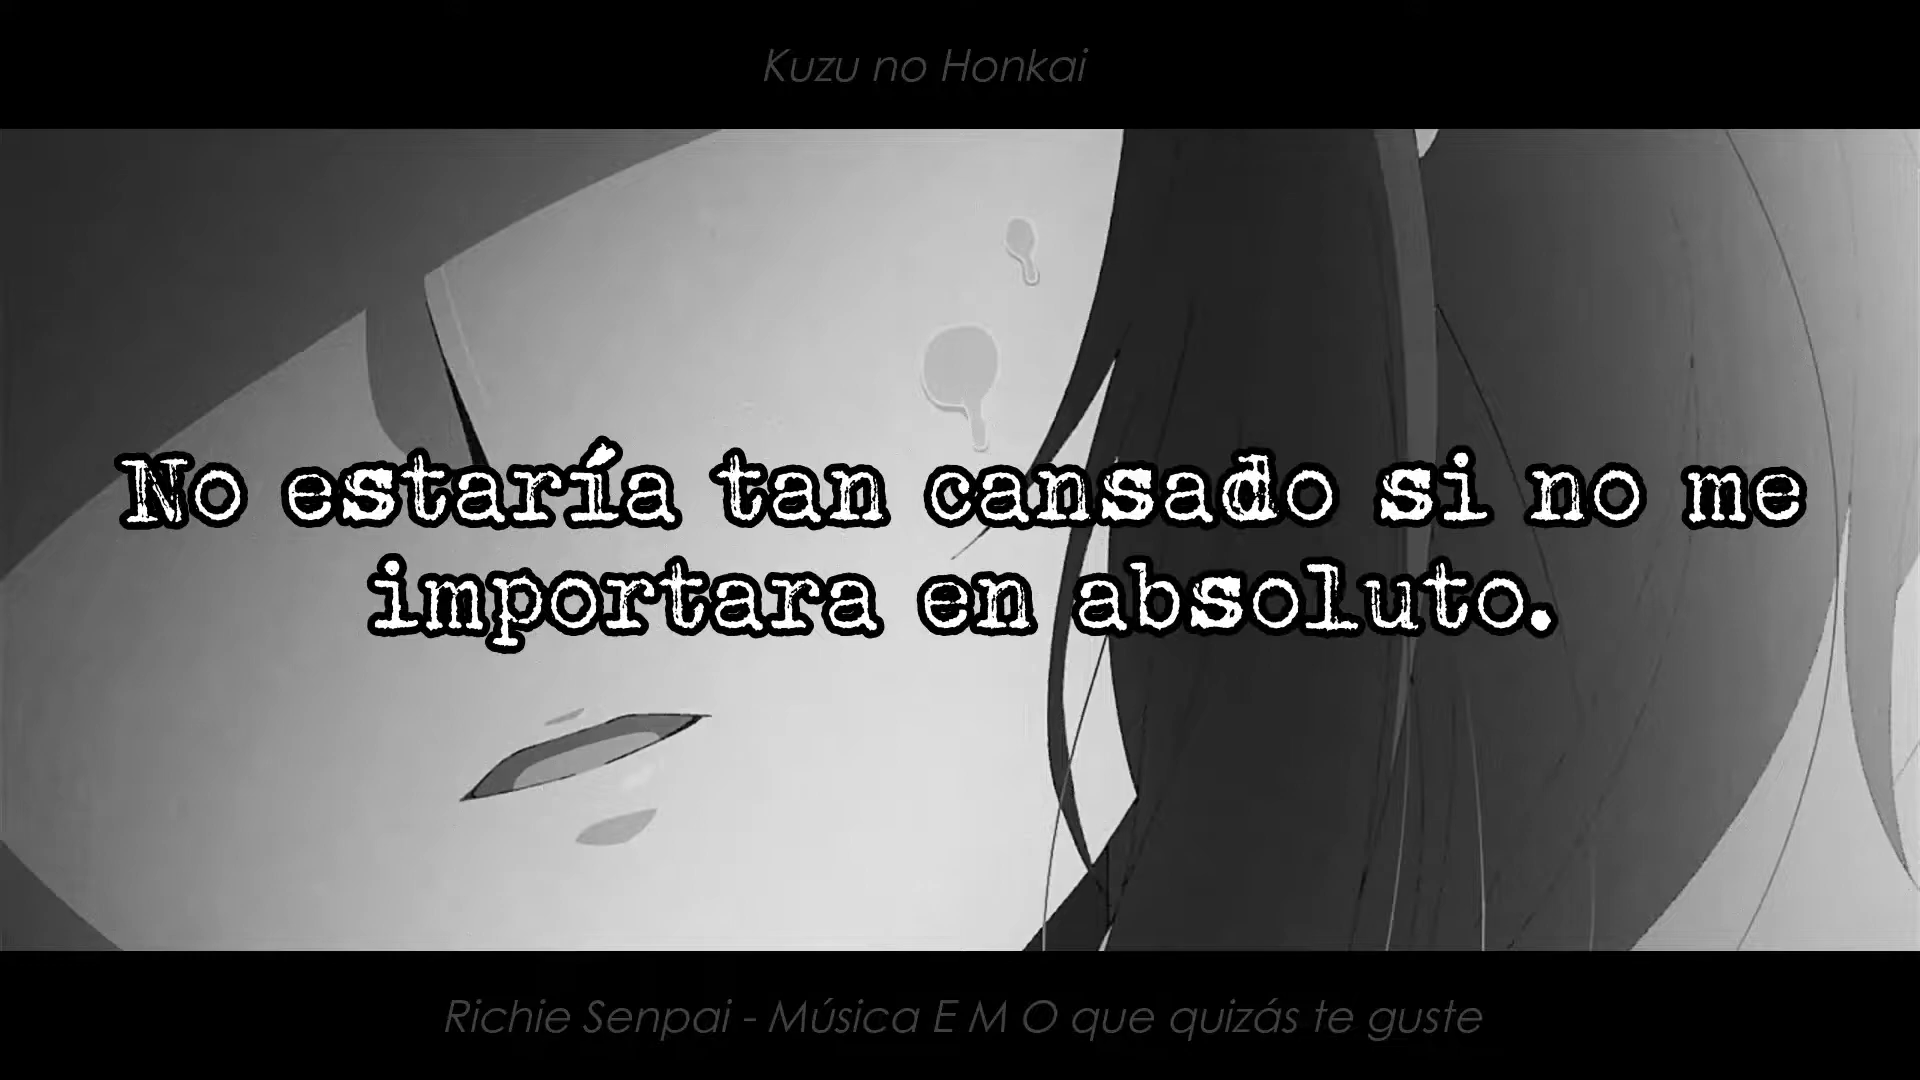 Kuzu no Honkai
No estaría tan cansado si no me
importara en absoluto.
Richie Senpai - Música E M O que quizás te guste